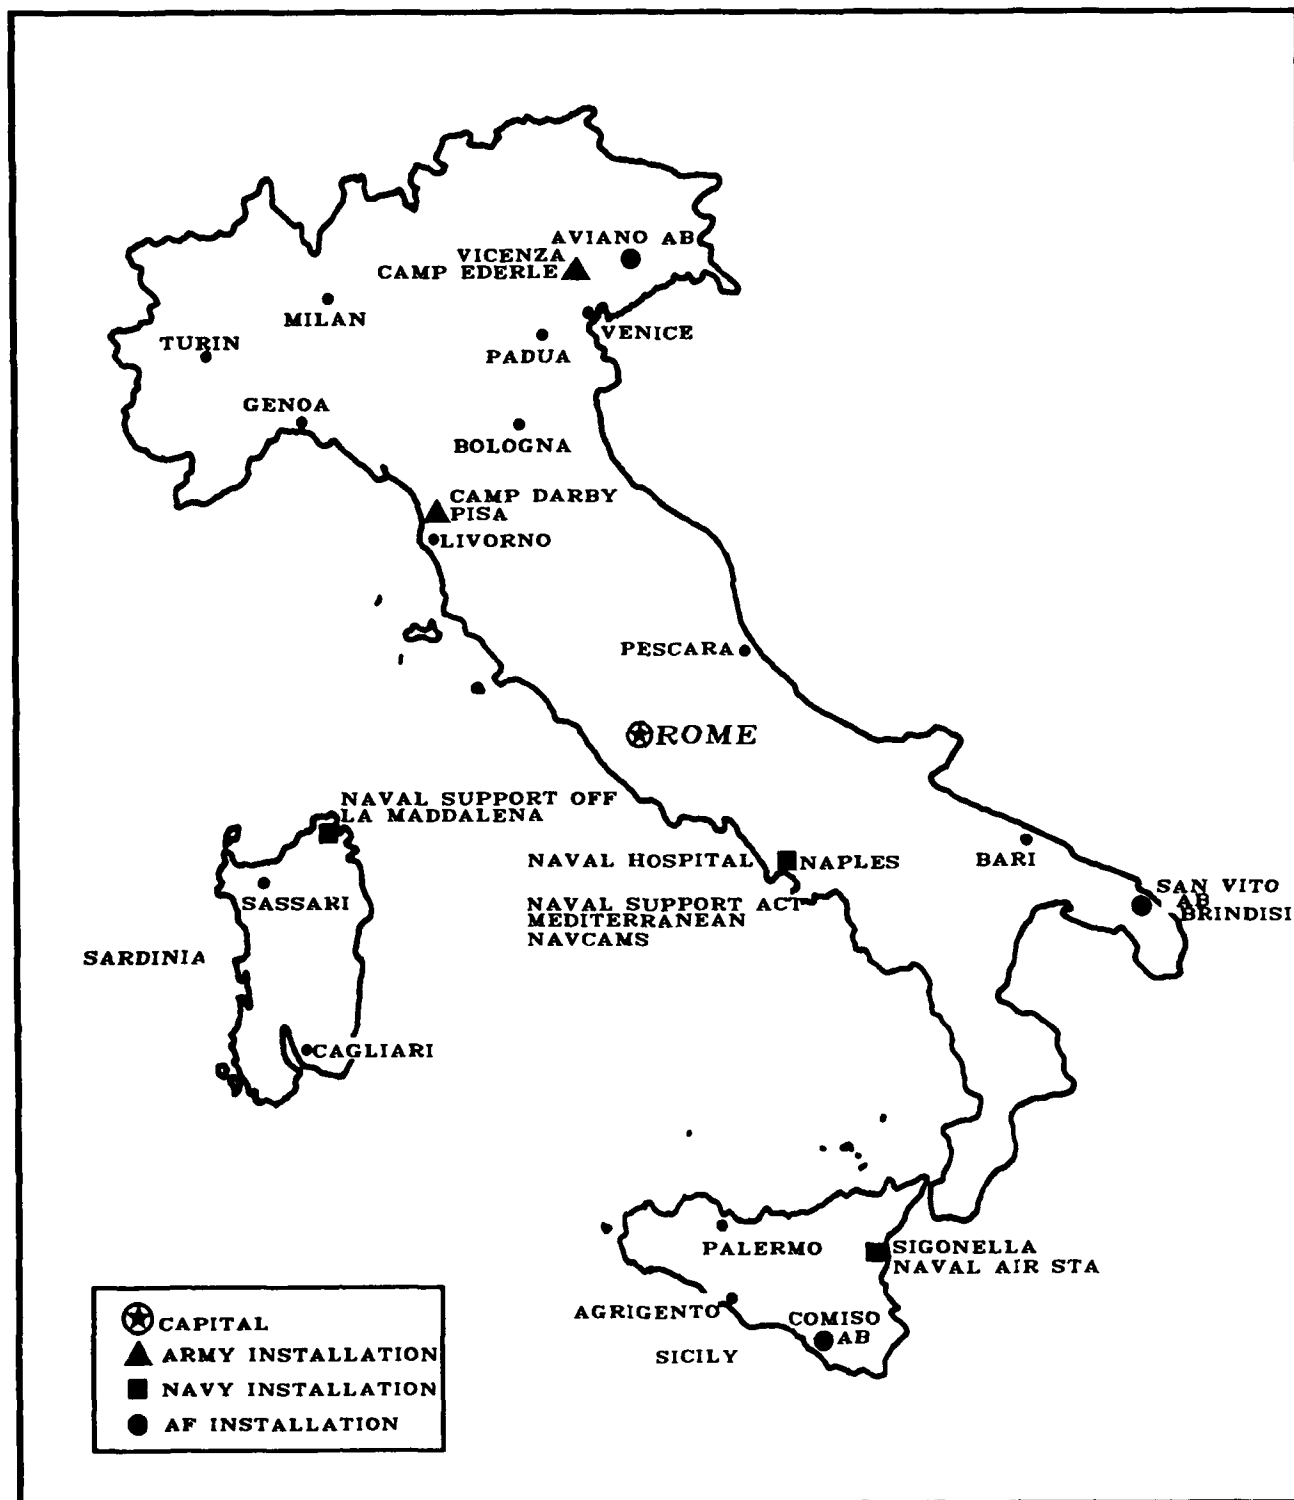 AVIANO AB
VICENZA
CAMP EDERLE
MILAN
VENICE
TURIN
PADUA
GENOA
BOLOGNA
CAMP DARBY
PISA
LIVORNO
PESCARA
ROME
NAVAL SUPPORT OFF
LA MADDALENA
NAVAL HOSPITAL
NAPLES
BARI
SAN VITO
AB
BRINDISI
SASSARI
NAVAL SUPPORT ACT
MEDITERRANEAN
NAVCAMS
SARDINIA
CAGLIARI
PALERMO
SIGONELLA
NAVAL AIR STA
AGRIGENTO
COMISO
AB
SICILY
CAPITAL
ARMY INSTALLATION
NAVY INSTALLATION
AF INSTALLATION